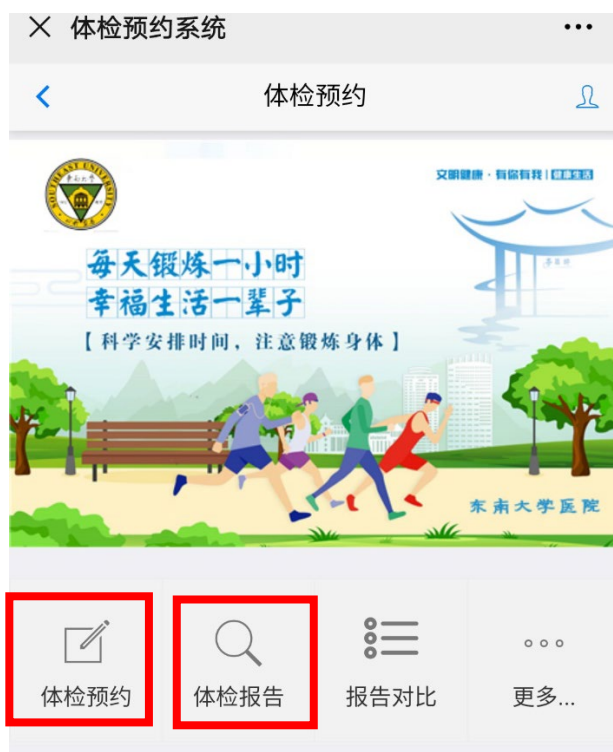 体检预约系统
体检预约
SOUTHEAST UNIVERSITY
文明健康·有你有我|健康生活
每天锻炼一小时
幸福生活一辈子
【科学安排时间，注意锻炼身体】
东南大学医院
体检预约
体检报告
报告对比
更多...